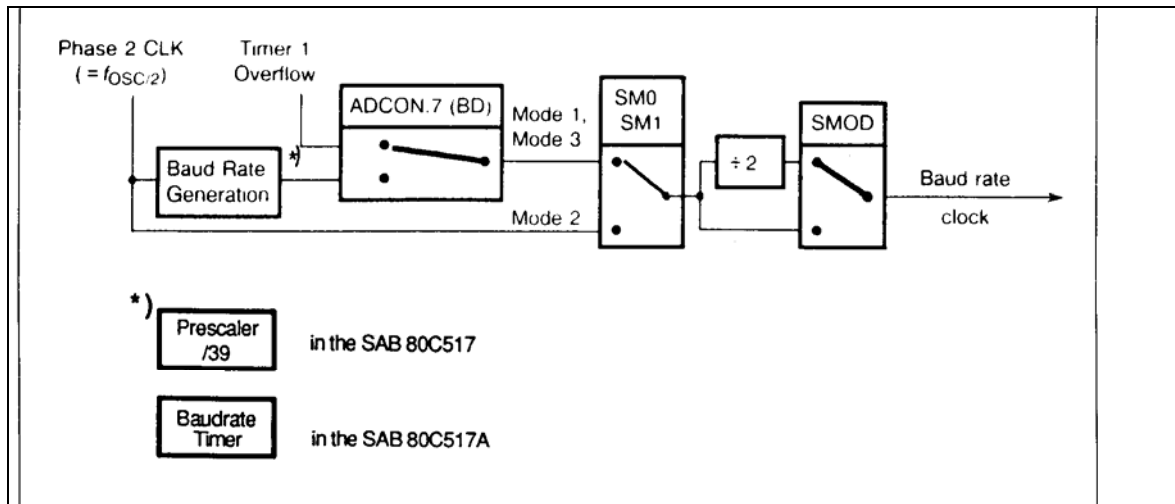 Phase 2 CLK
( = fOSC/2)
Timer 1
Overflow
ADCON.7 (BD)
Mode 1,
Mode 3
SM0
SM1
SMOD
÷ 2
Baud Rate
Generation
*)
Baud rate
clock
Mode 2
*)
Prescaler
/39
in the SAB 80C517
Baudrate
Timer
in the SAB 80C517A